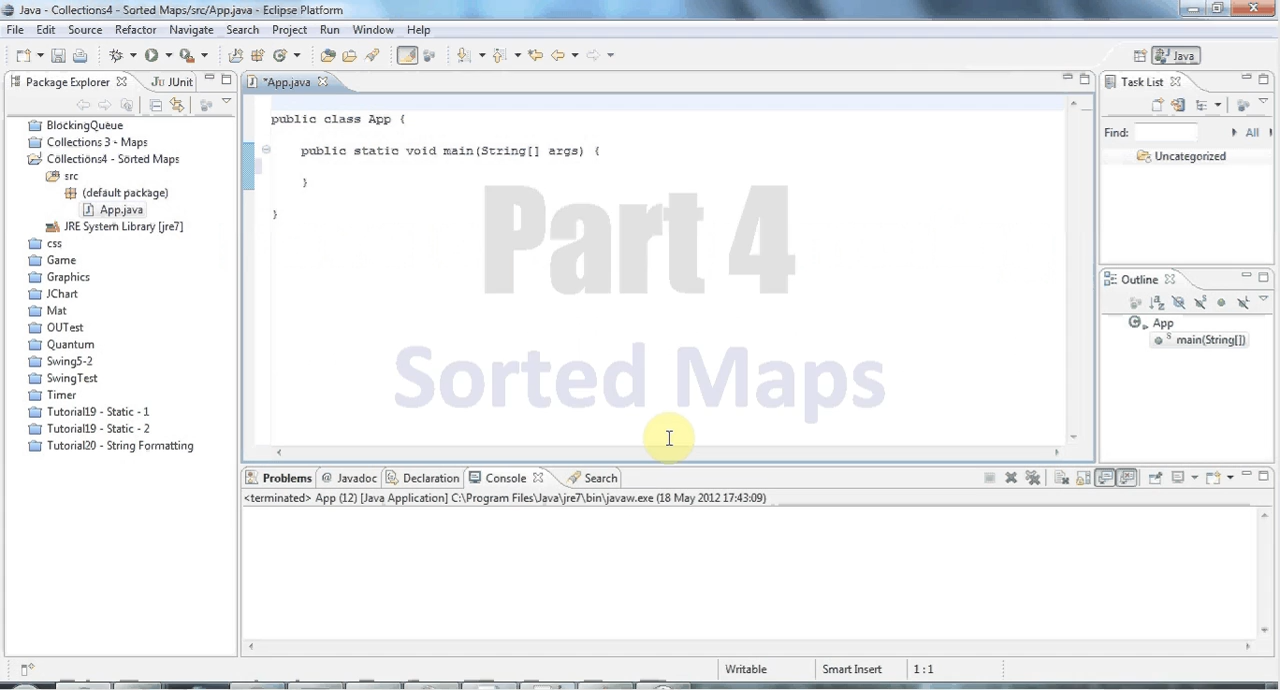 Java - Collections4 - Sorted Maps/src/App.java - Eclipse Platform
File Edit Source Refactor Navigate Search Project Run Window Help
Java
Package Explorer
Ju JUnit
*App.java
Task List
BlockingQueue
Collections 3 - Maps
Collections4 - Sorted Maps
src
(default package)
App.java
JRE System Library [jre7]
css
Game
Graphics
JChart
Mat
OUTest
Quantum
Swing5-2
SwingTest
Timer
Tutorial19 - Static - 1
Tutorial19 - Static - 2
Tutorial20 - String Formatting
public class App {
public static void main(String[] args) {
}
}
Part 4
Sorted Maps
Find:
All
Uncategorized
Outline
App
main(String[])
Problems @ Javadoc Declaration Console Search
<terminated> App (12) [Java Application] C:\Program Files\Java\jre7\bin\javaw.exe (18 May 2012 17:43:09)
Writable Smart Insert 1 : 1